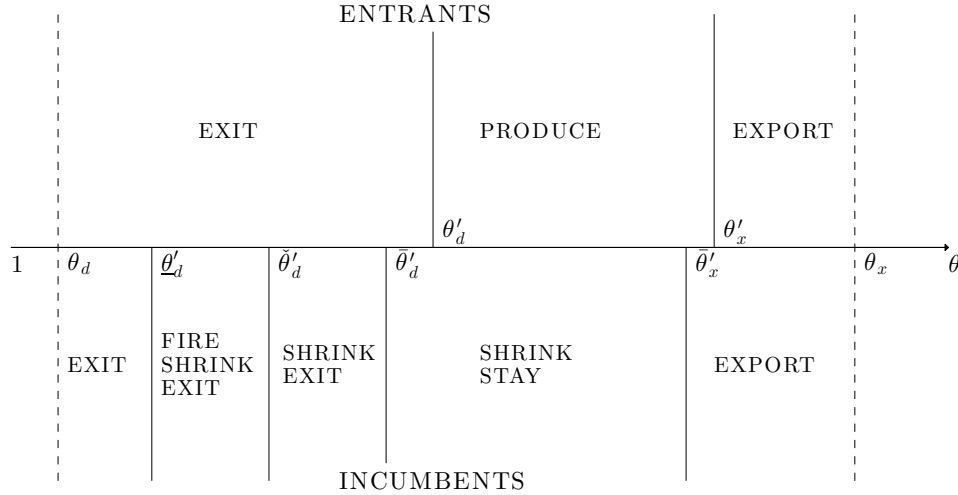 ENTRANTS
EXIT PRODUCE EXPORT
θ′_d θ′_x
1 θ_d θ̲′_d θ̌′_d θ̄′_d θ̄′_x θ_x θ
EXIT FIRE SHRINK EXIT SHRINK EXIT SHRINK STAY EXPORT
INCUMBENTS